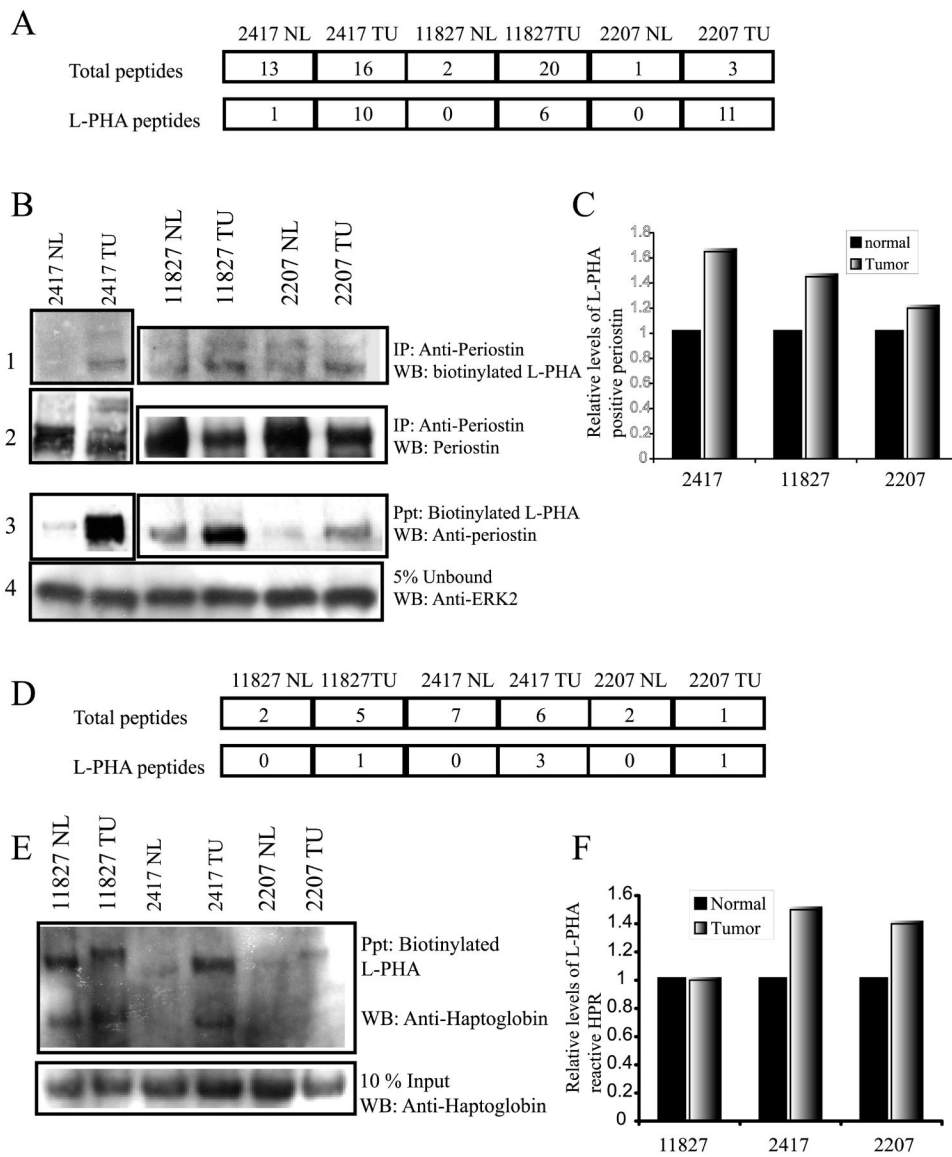 A
2417 NL 2417 TU 11827 NL 11827TU 2207 NL 2207 TU
Total peptides 13 16 2 20 1 3
L-PHA peptides 1 10 0 6 0 11
B
2417 NL 2417 TU 11827 NL 11827 TU 2207 NL 2207 TU
1
IP: Anti-Periostin
WB: biotinylated L-PHA
2
IP: Anti-Periostin
WB: Periostin
3
Ppt: Biotinylated L-PHA
WB: Anti-periostin
4
5% Unbound
WB: Anti-ERK2
C
Relative levels of L-PHA
positive periostin
1.8
1.6
1.4
1.2
1
0.8
0.6
0.4
0.2
0
normal
Tumor
2417 11827 2207
D
11827 NL 11827TU 2417 NL 2417 TU 2207 NL 2207 TU
Total peptides 2 5 7 6 2 1
L-PHA peptides 0 1 0 3 0 1
E
11827 NL 11827 TU 2417 NL 2417 TU 2207 NL 2207 TU
Ppt: Biotinylated
L-PHA
WB: Anti-Haptoglobin
10 % Input
WB: Anti-Haptoglobin
F
Relative levels of L-PHA
reactive HPR
1.6
1.4
1.2
1
0.8
0.6
0.4
0.2
0
Normal
Tumor
11827 2417 2207